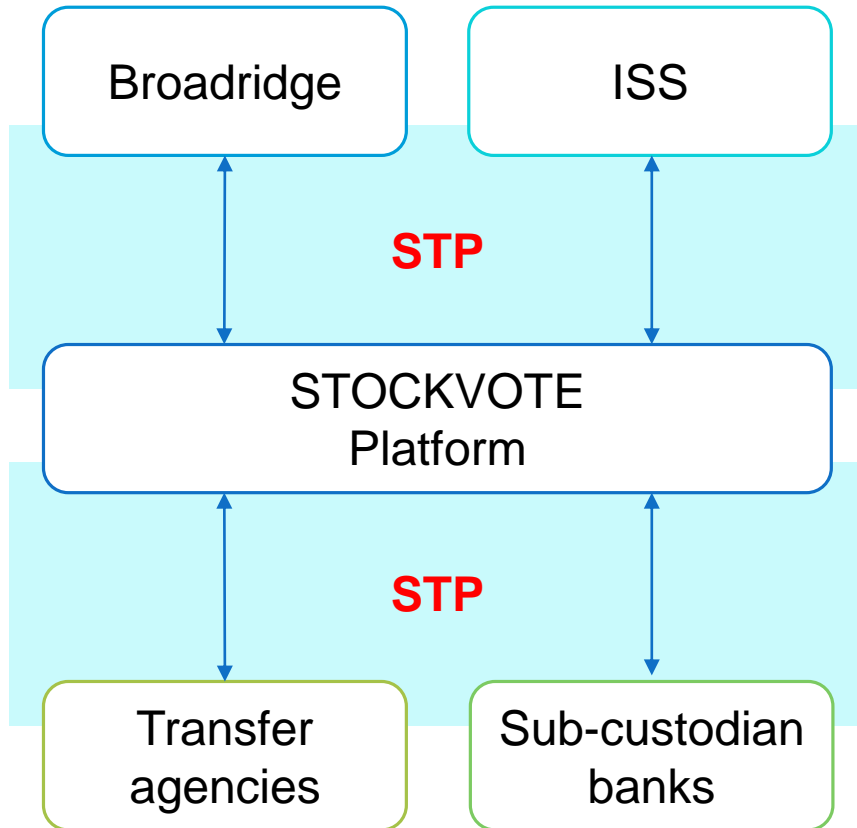 Broadridge
ISS
STP
STOCKVOTE
Platform
STP
Transfer
agencies
Sub-custodian
banks